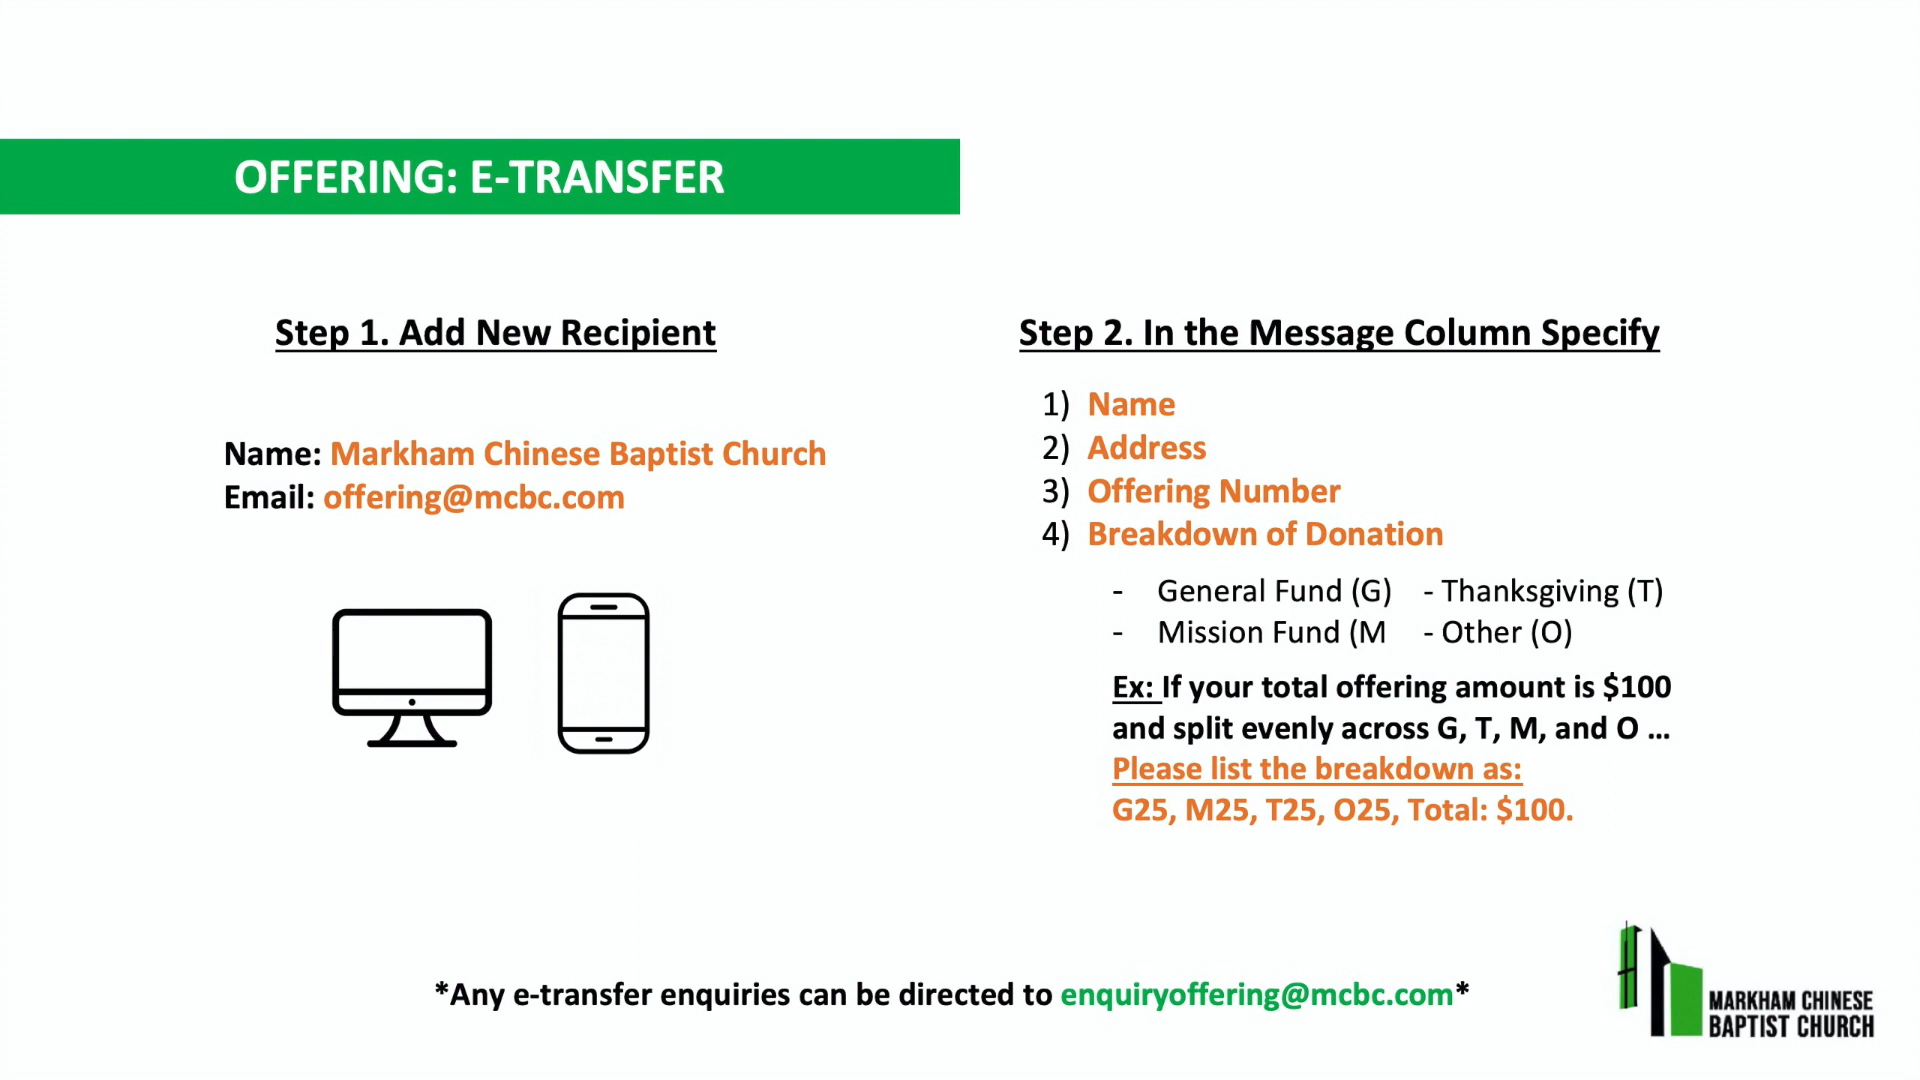 OFFERING: E-TRANSFER
Step 1. Add New Recipient
Name: Markham Chinese Baptist Church
Email: offering@mcbc.com
Step 2. In the Message Column Specify
1) Name
2) Address
3) Offering Number
4) Breakdown of Donation
- General Fund (G) - Thanksgiving (T)
- Mission Fund (M - Other (O)
Ex: If your total offering amount is $100
and split evenly across G, T, M, and O ...
Please list the breakdown as:
G25, M25, T25, O25, Total: $100.
*Any e-transfer enquiries can be directed to enquiryoffering@mcbc.com*
MARKHAM CHINESE
BAPTIST CHURCH